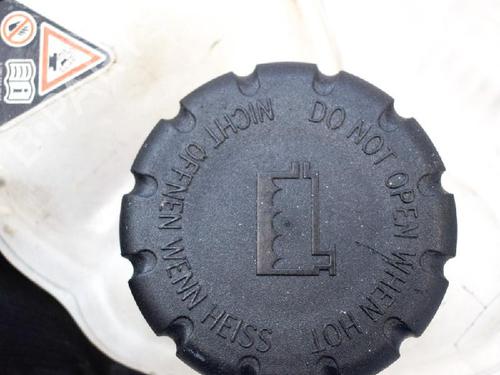 DO NOT OPEN WHEN HOT
NICHT ÖFFNEN WENN HEISS